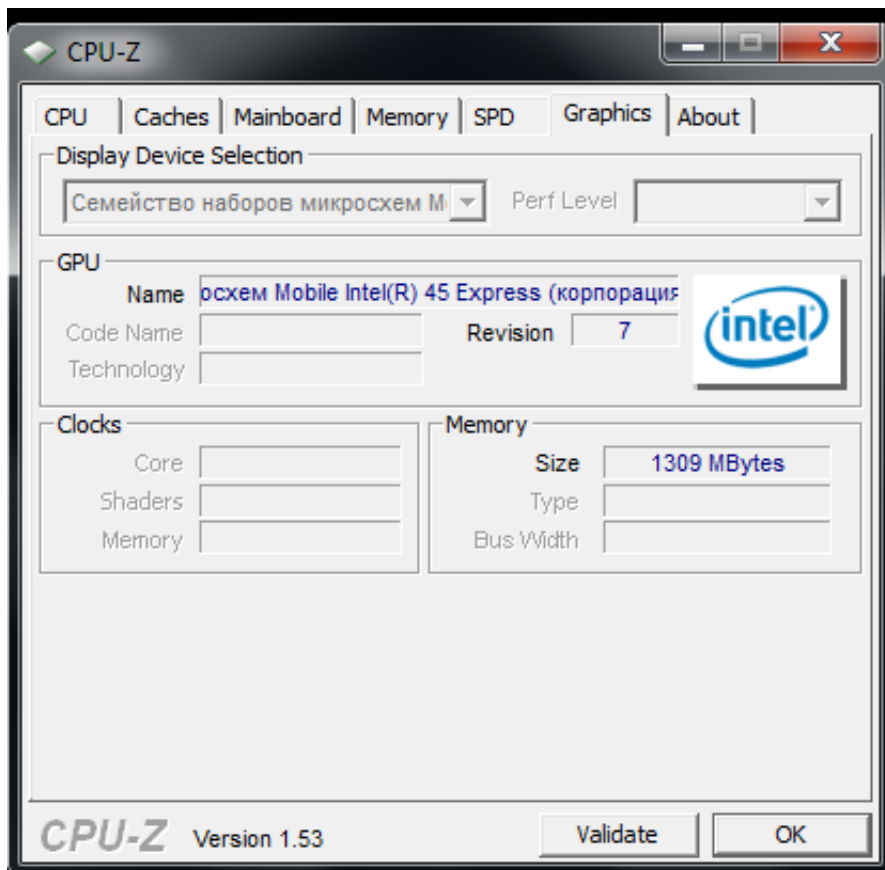 CPU-Z
CPU Caches Mainboard Memory SPD Graphics About
Display Device Selection
Семейство наборов микросхем Perf Level
GPU
Name осхем Mobile Intel(R) 45 Express (корпорация
intel
Code Name Revision 7
Technology
Clocks Memory
Core Size 1309 MBytes
Shaders Type
Memory Bus Width
CPU-Z Version 1.53 Validate OK